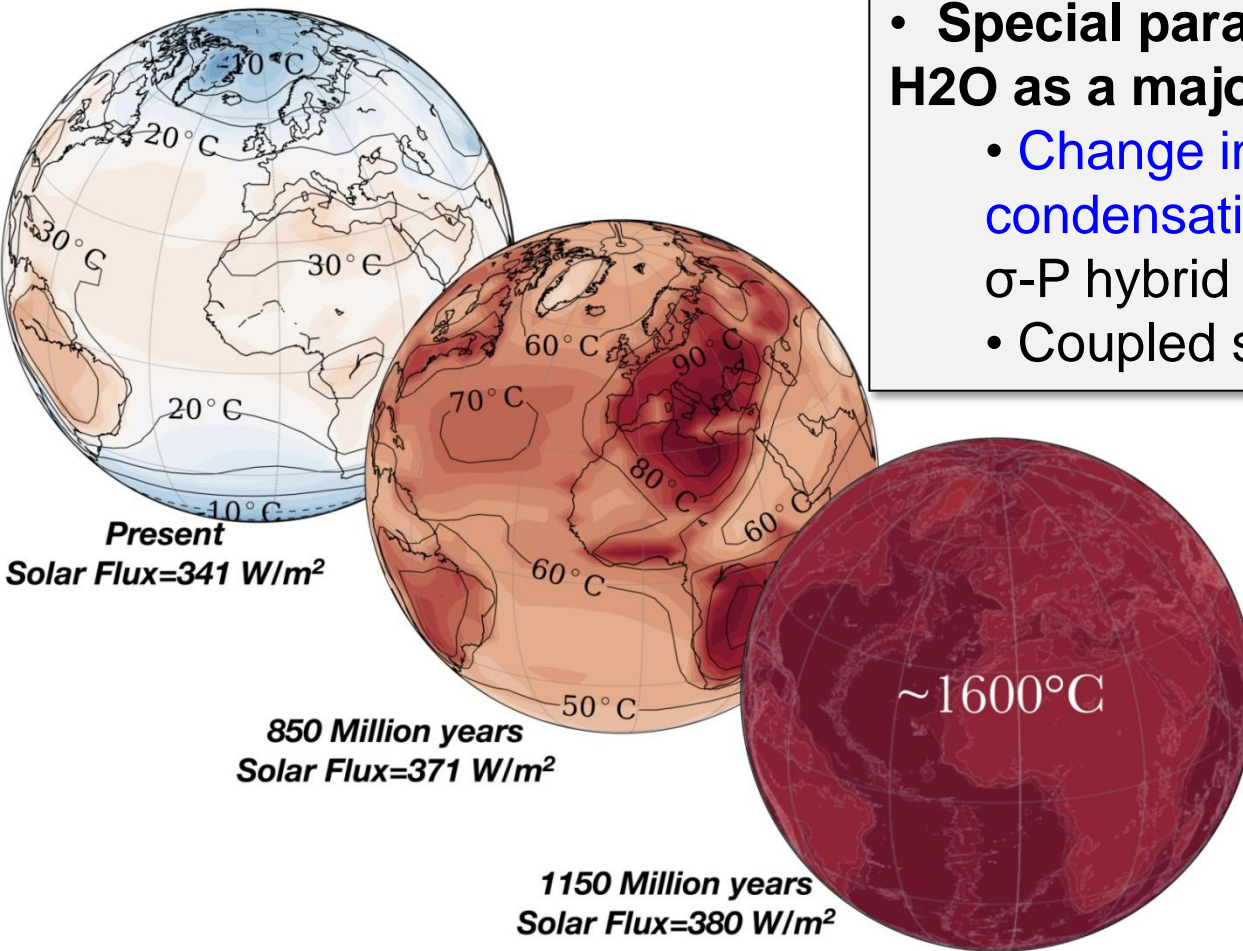 • Special para
H2O as a majo
• Change in
condensati
σ-P hybrid
• Coupled s
-10°C
20°C
30°C
30°C
20°C
10°C
Present
Solar Flux=341 W/m²
60°C
90°C
70°C
80°C
60°C
60°C
50°C
850 Million years
Solar Flux=371 W/m²
~1600°C
1150 Million years
Solar Flux=380 W/m²